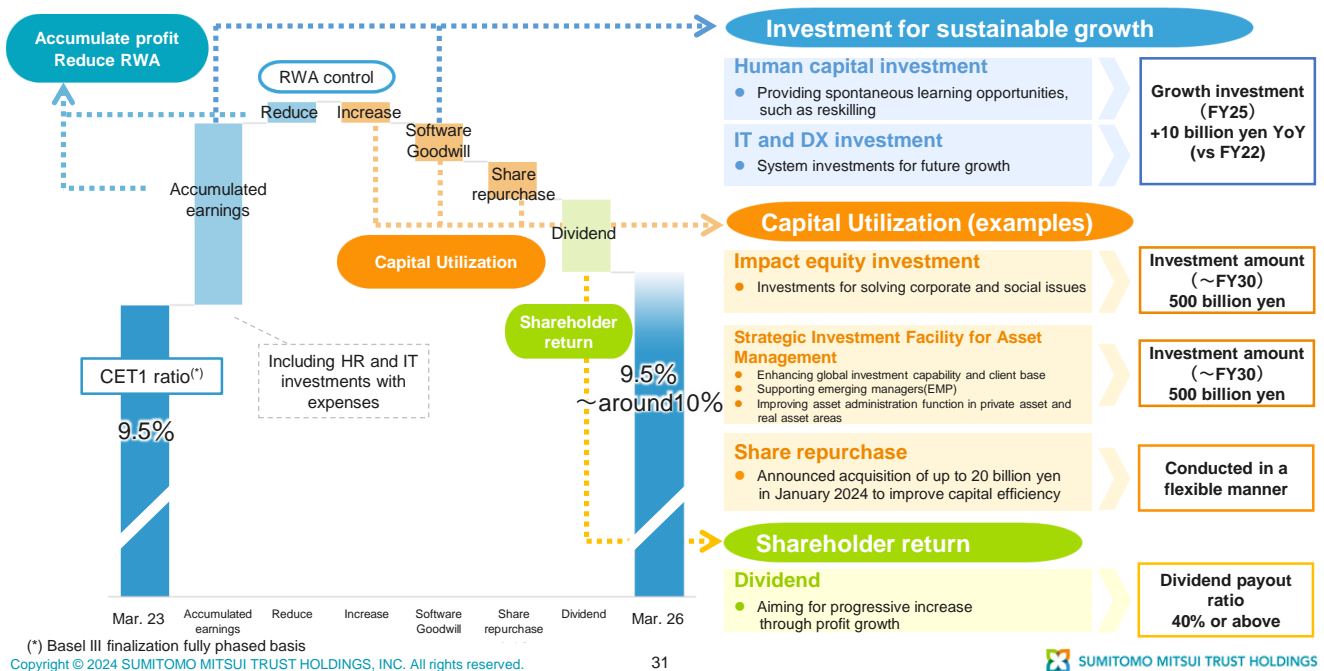 Accumulate profit
Reduce RWA
RWA control
Reduce
Increase
Software
Goodwill
Share
repurchase
Accumulated
earnings
Dividend
Capital Utilization
Shareholder
return
Including HR and IT
investments with
expenses
CET1 ratio(*)
9.5%
9.5%
～around10%
Mar. 23
Accumulated
earnings
Reduce
Increase
Software
Goodwill
Share
repurchase
Dividend
Mar. 26
Investment for sustainable growth
Human capital investment
● Providing spontaneous learning opportunities,
such as reskilling
IT and DX investment
● System investments for future growth
Growth investment
（FY25）
+10 billion yen YoY
(vs FY22)
Capital Utilization (examples)
Impact equity investment
● Investments for solving corporate and social issues
Investment amount
（～FY30）
500 billion yen
Strategic Investment Facility for Asset
Management
● Enhancing global investment capability and client base
● Supporting emerging managers(EMP)
● Improving asset administration function in private asset and
real asset areas
Investment amount
（～FY30）
500 billion yen
Share repurchase
● Announced acquisition of up to 20 billion yen
in January 2024 to improve capital efficiency
Conducted in a
flexible manner
Shareholder return
Dividend
● Aiming for progressive increase
through profit growth
Dividend payout
ratio
40% or above
(*) Basel III finalization fully phased basis
Copyright © 2024 SUMITOMO MITSUI TRUST HOLDINGS, INC. All rights reserved.
31
SUMITOMO MITSUI TRUST HOLDINGS